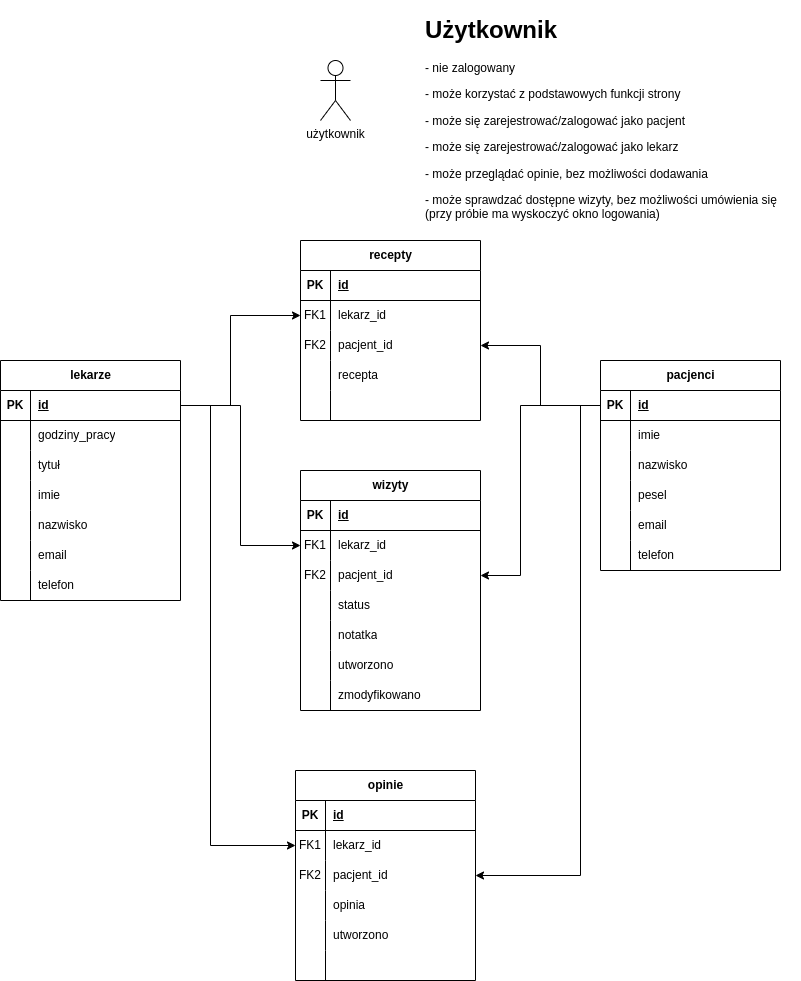 Użytkownik
- nie zalogowany
- może korzystać z podstawowych funkcji strony
- może się zarejestrować/zalogować jako pacjent
- może się zarejestrować/zalogować jako lekarz
- może przeglądać opinie, bez możliwości dodawania
- może sprawdzać dostępne wizyty, bez możliwości umówienia się
(przy próbie ma wyskoczyć okno logowania)
użytkownik
recepty
PK id
FK1 lekarz_id
FK2 pacjent_id
recepta
lekarze
PK id
godziny_pracy
tytuł
imie
nazwisko
email
telefon
pacjenci
PK id
imie
nazwisko
pesel
email
telefon
wizyty
PK id
FK1 lekarz_id
FK2 pacjent_id
status
notatka
utworzono
zmodyfikowano
opinie
PK id
FK1 lekarz_id
FK2 pacjent_id
opinia
utworzono